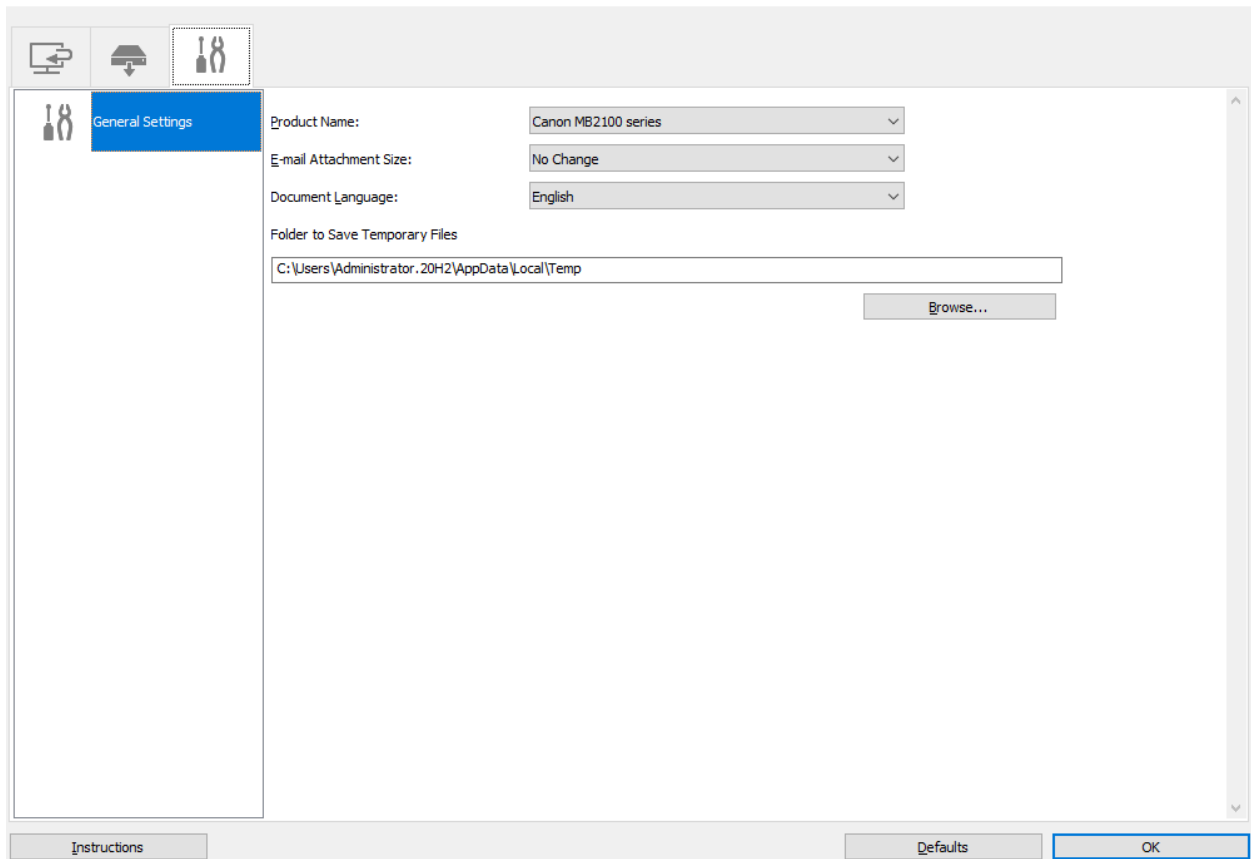 General Settings
Product Name:
Canon MB2100 series
E-mail Attachment Size:
No Change
Document Language:
English
Folder to Save Temporary Files
C:\Users\Administrator.20H2\AppData\Local\Temp
Browse...
Instructions
Defaults
OK